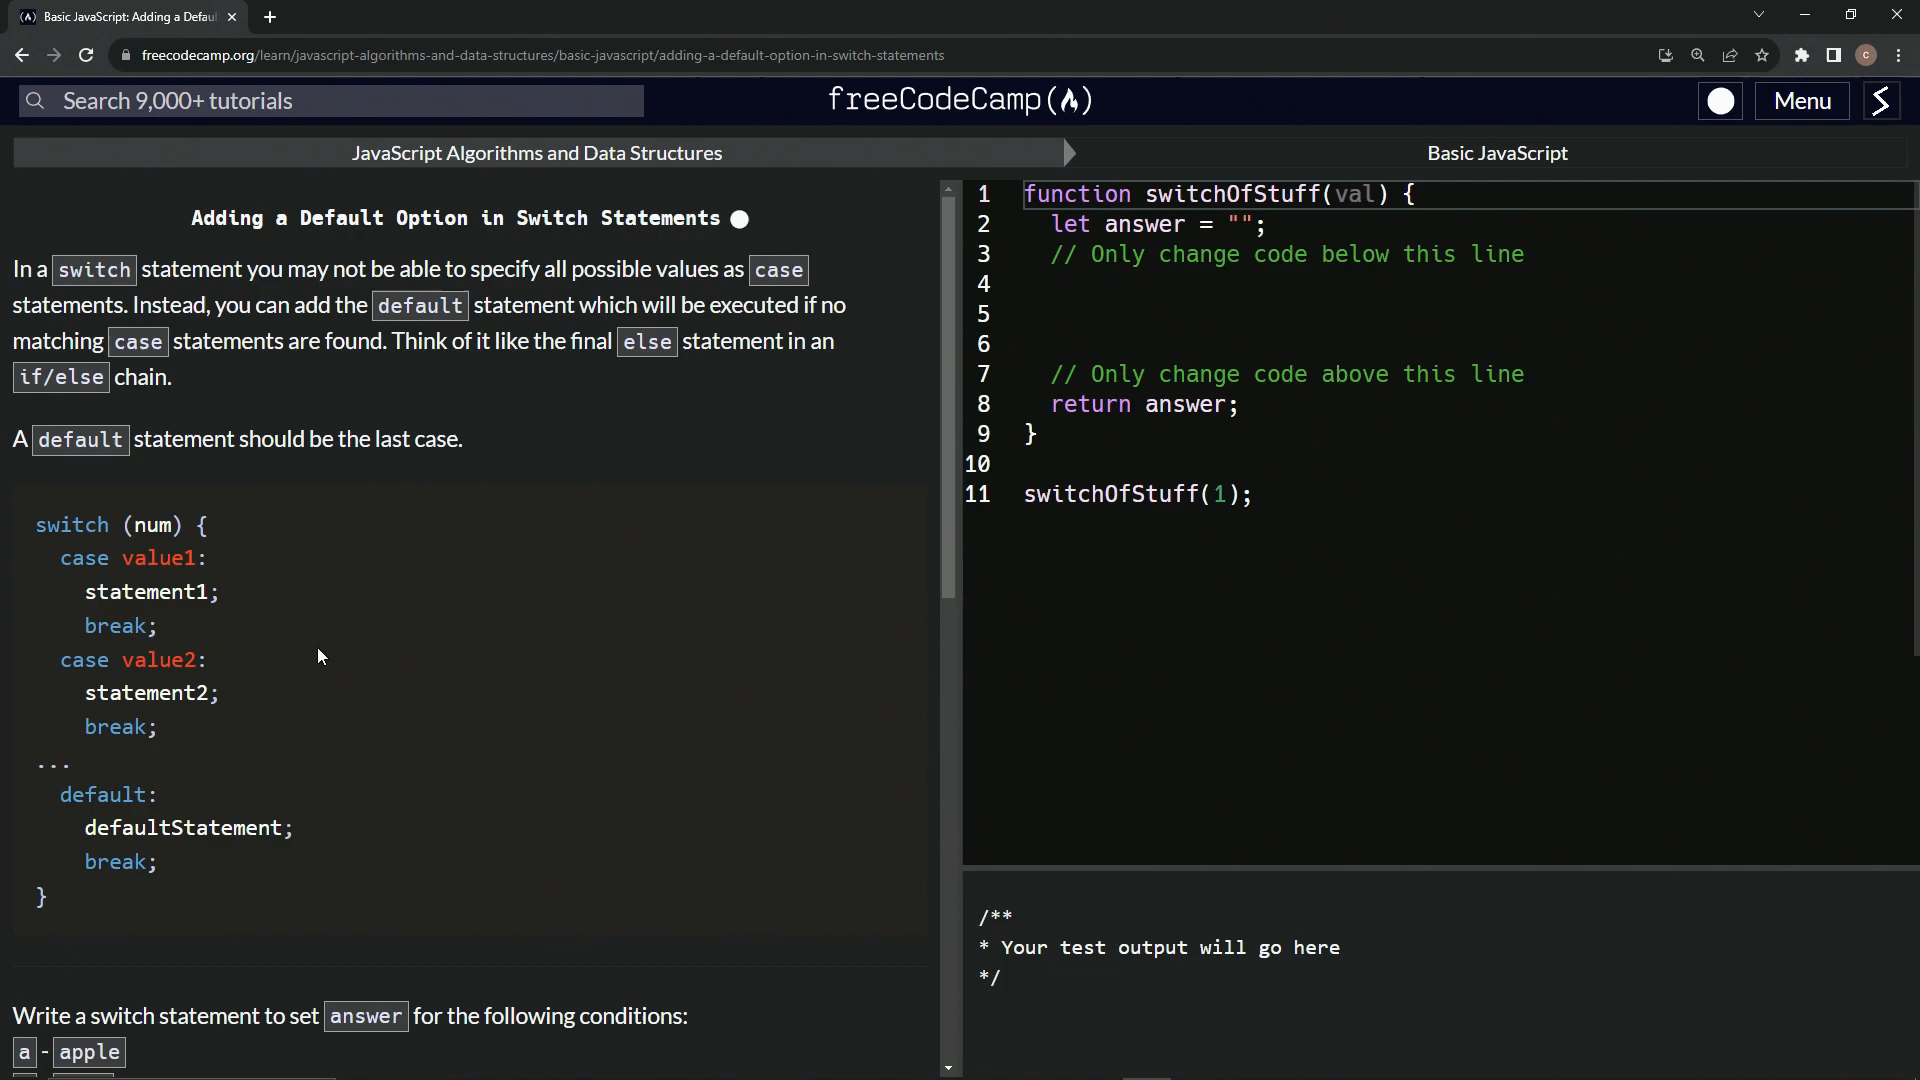 Basic JavaScript: Adding a Defau
freecodecamp.org/learn/javascript-algorithms-and-data-structures/basic-javascript/adding-a-default-option-in-switch-statements
c
Search 9,000+ tutorials
freeCodeCamp(🔥)
Menu
JavaScript Algorithms and Data Structures
Basic JavaScript
Adding a Default Option in Switch Statements
In a switch statement you may not be able to specify all possible values as case
statements. Instead, you can add the default statement which will be executed if no
matching case statements are found. Think of it like the final else statement in an
if/else chain.
A default statement should be the last case.
switch (num) {
case value1:
statement1;
break;
case value2:
statement2;
break;
...
default:
defaultStatement;
break;
}
Write a switch statement to set answer for the following conditions:
a - apple
1 function switchOfStuff(val) {
2 let answer = "";
3 // Only change code below this line
4
5
6
7 // Only change code above this line
8 return answer;
9 }
10
11 switchOfStuff(1);
/**
* Your test output will go here
*/